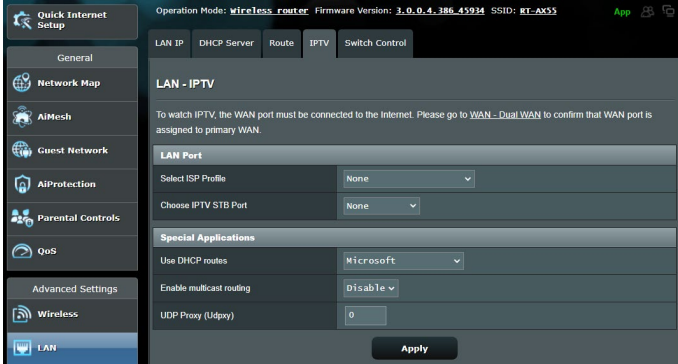 Quick Internet
Setup
Operation Mode: Wireless router Firmware Version: 3.0.0.4.386_45934 SSID: RT-AX55 App
LAN IP DHCP Server Route IPTV Switch Control
General
Network Map
AiMesh
Guest Network
AiProtection
Parental Controls
QoS
Advanced Settings
Wireless
LAN
LAN - IPTV
To watch IPTV, the WAN port must be connected to the Internet. Please go to WAN - Dual WAN to confirm that WAN port is
assigned to primary WAN.
LAN Port
Select ISP Profile None
Choose IPTV STB Port None
Special Applications
Use DHCP routes Microsoft
Enable multicast routing Disable
UDP Proxy (Udpxy) 0
Apply